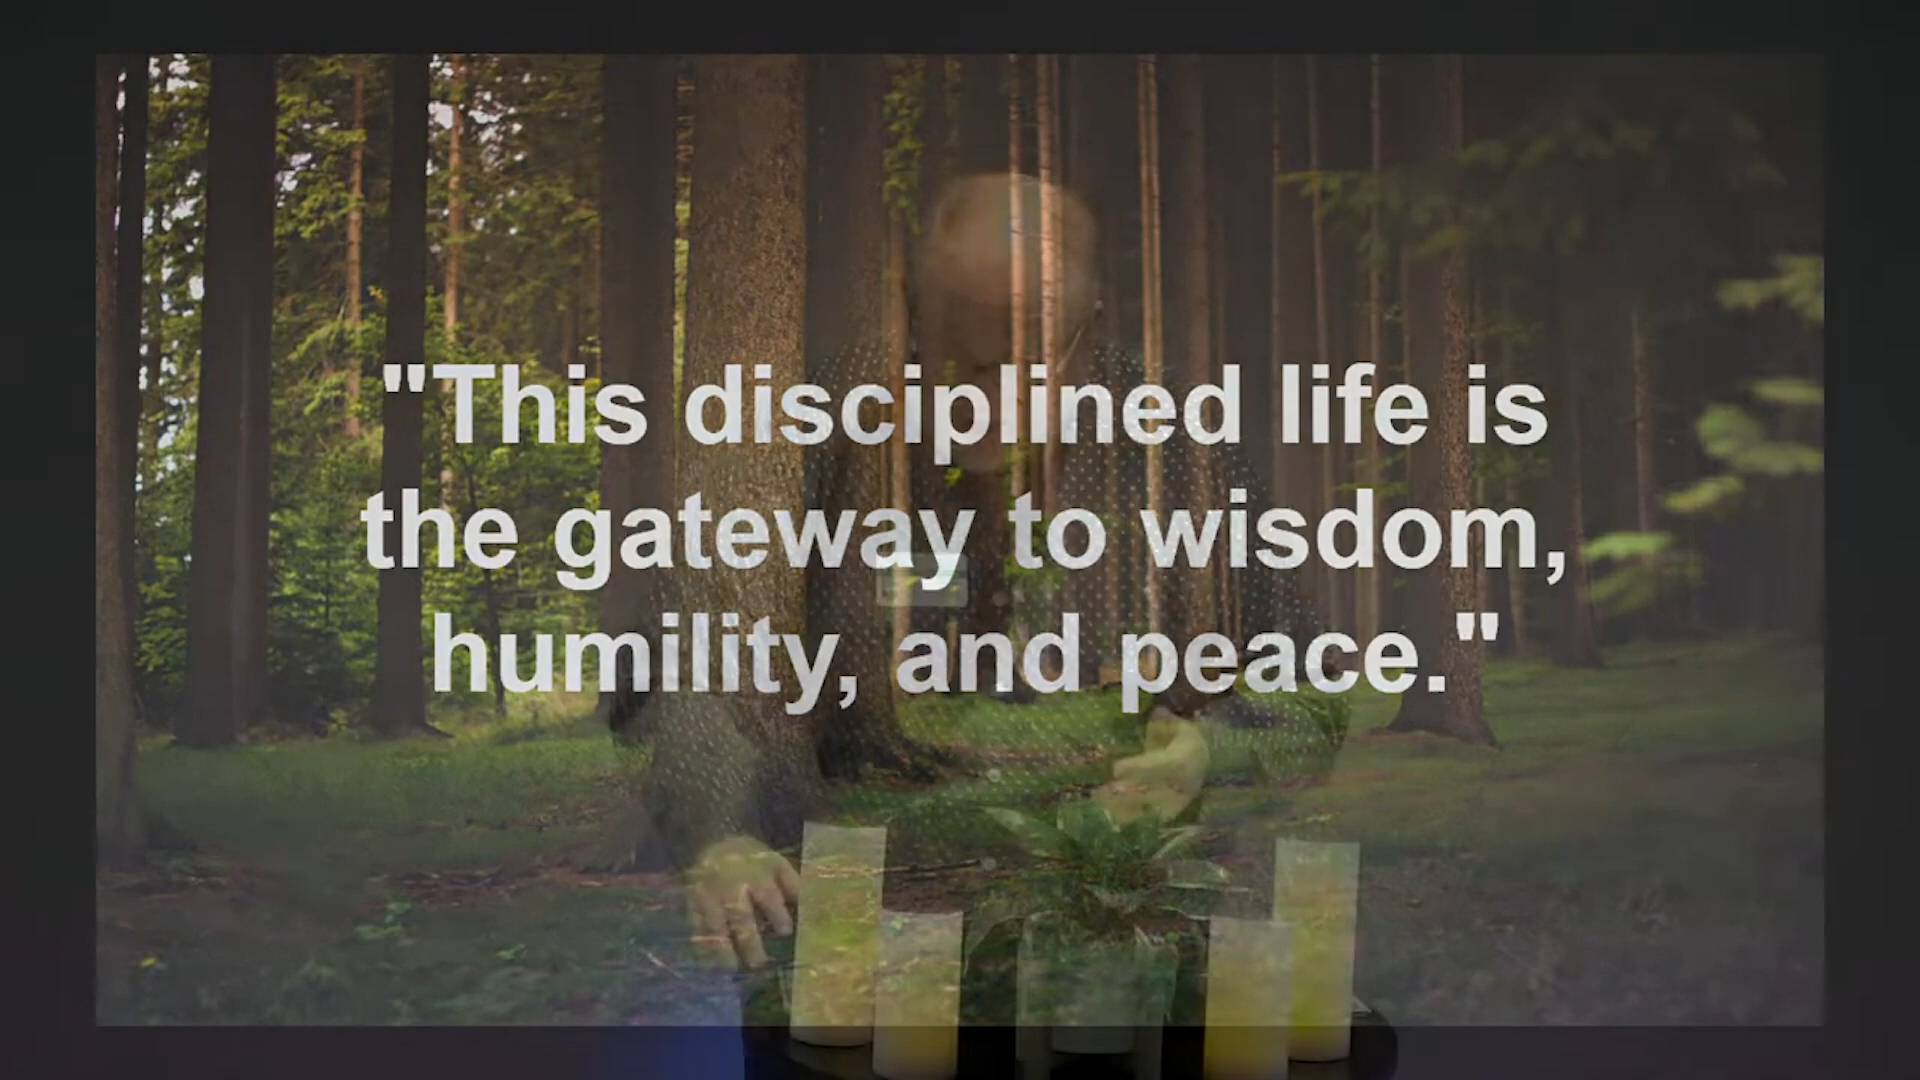 "This disciplined life is
the gateway to wisdom,
humility, and peace."